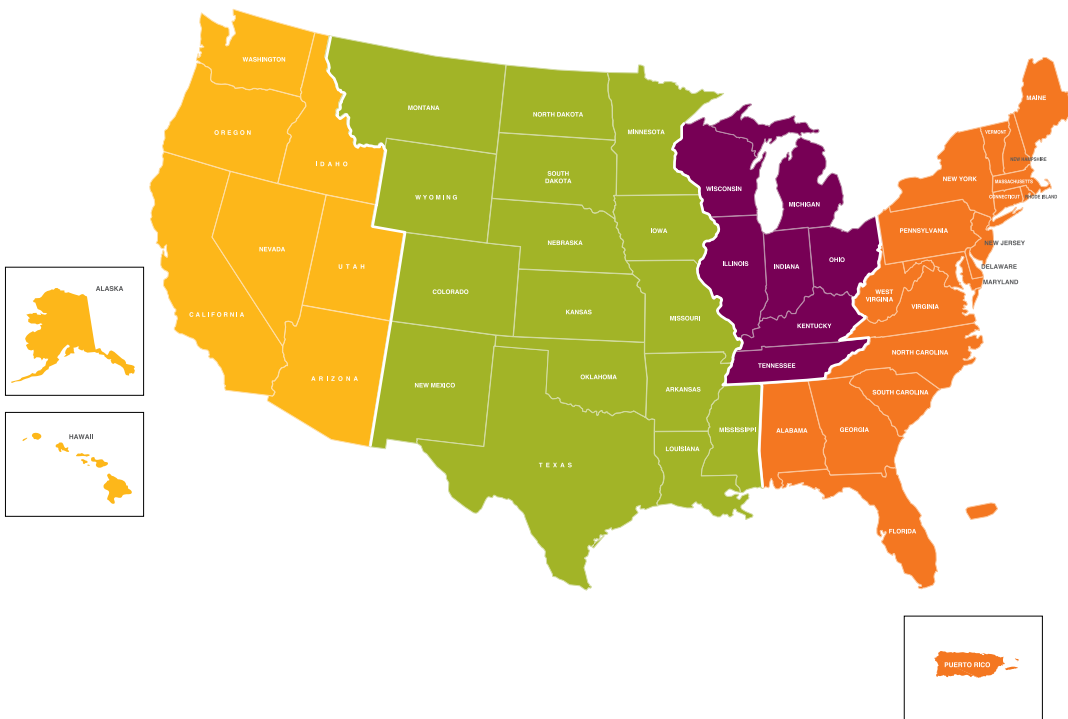 WASHINGTON
OREGON
IDAHO
MONTANA
NORTH DAKOTA
MINNESOTA
SOUTH
DAKOTA
WYOMING
WISCONSIN
MICHIGAN
MAINE
VERMONT
NEW HAMPSHIRE
NEW YORK
MASSACHUSETTS
CONNECTICUT
RHODE ISLAND
NEVADA
UTAH
COLORADO
NEBRASKA
IOWA
ILLINOIS
INDIANA
OHIO
PENNSYLVANIA
NEW JERSEY
DELAWARE
MARYLAND
ALASKA
CALIFORNIA
KANSAS
MISSOURI
KENTUCKY
WEST
VIRGINIA
VIRGINIA
ARIZONA
NEW MEXICO
OKLAHOMA
ARKANSAS
TENNESSEE
NORTH CAROLINA
SOUTH CAROLINA
HAWAII
TEXAS
LOUISIANA
MISSISSIPPI
ALABAMA
GEORGIA
FLORIDA
PUERTO RICO